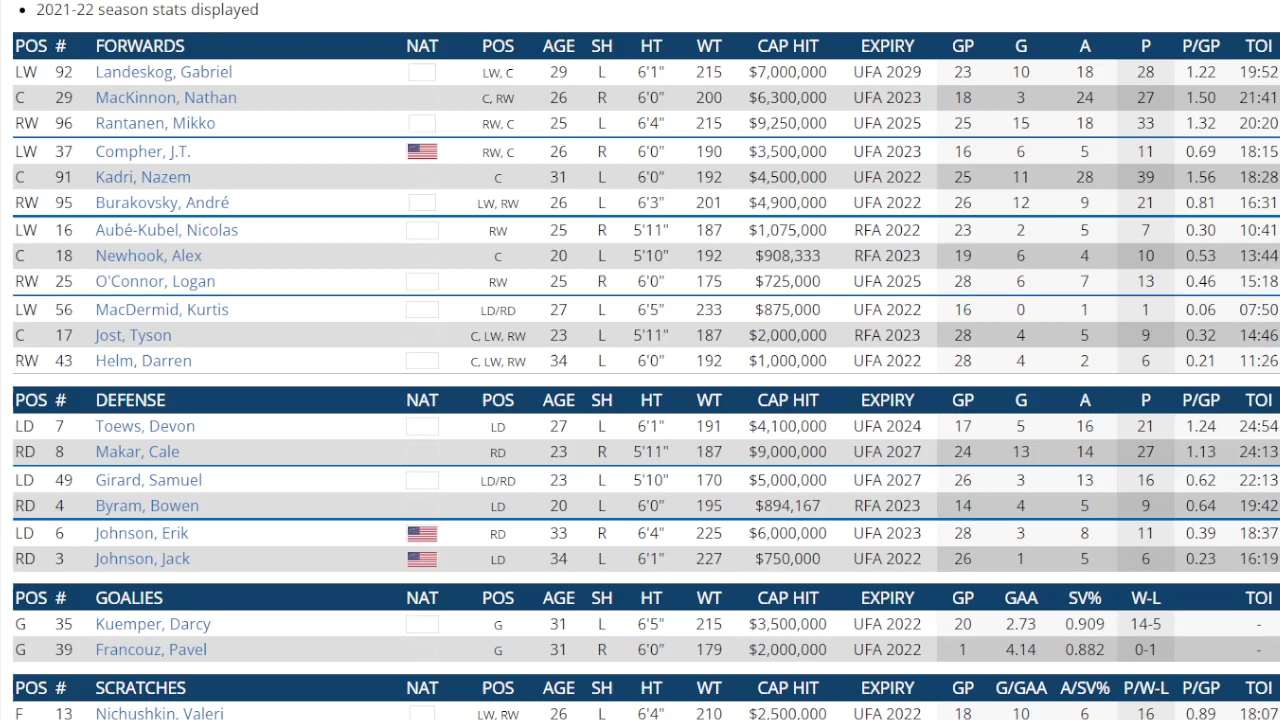 2021-22 season stats displayed
POS # FORWARDS NAT POS AGE SH HT WT CAP HIT EXPIRY GP G A P P/GP TOI
LW 92 Landeskog, Gabriel LW, C 29 L 6'1" 215 $7,000,000 UFA 2029 23 10 18 28 1.22 19:52
C 29 MacKinnon, Nathan C, RW 26 R 6'0" 200 $6,300,000 UFA 2023 18 3 24 27 1.50 21:41
RW 96 Rantanen, Mikko RW, C 25 L 6'4" 215 $9,250,000 UFA 2025 25 15 18 33 1.32 20:20
LW 37 Compher, J.T. RW, C 26 R 6'0" 190 $3,500,000 UFA 2023 16 6 5 11 0.69 18:15
C 91 Kadri, Nazem C 31 L 6'0" 192 $4,500,000 UFA 2022 25 11 28 39 1.56 18:28
RW 95 Burakovsky, André LW, RW 26 L 6'3" 201 $4,900,000 UFA 2022 26 12 9 21 0.81 16:31
LW 16 Aubé-Kubel, Nicolas RW 25 R 5'11" 187 $1,075,000 RFA 2022 23 2 5 7 0.30 10:41
C 18 Newhook, Alex C 20 L 5'10" 192 $908,333 RFA 2023 19 6 4 10 0.53 13:44
RW 25 O'Connor, Logan RW 25 R 6'0" 175 $725,000 UFA 2025 28 6 7 13 0.46 15:18
LW 56 MacDermid, Kurtis LD/RD 27 L 6'5" 233 $875,000 UFA 2022 16 0 1 1 0.06 07:50
C 17 Jost, Tyson C, LW, RW 23 L 5'11" 187 $2,000,000 RFA 2023 28 4 5 9 0.32 14:46
RW 43 Helm, Darren C, LW, RW 34 L 6'0" 192 $1,000,000 UFA 2022 28 4 2 6 0.21 11:26
POS # DEFENSE NAT POS AGE SH HT WT CAP HIT EXPIRY GP G A P P/GP TOI
LD 7 Toews, Devon LD 27 L 6'1" 191 $4,100,000 UFA 2024 17 5 16 21 1.24 24:54
RD 8 Makar, Cale RD 23 R 5'11" 187 $9,000,000 UFA 2027 24 13 14 27 1.13 24:13
LD 49 Girard, Samuel LD/RD 23 L 5'10" 170 $5,000,000 UFA 2027 26 3 13 16 0.62 22:13
RD 4 Byram, Bowen LD 20 L 6'0" 195 $894,167 RFA 2023 14 4 5 9 0.64 19:42
LD 6 Johnson, Erik RD 33 R 6'4" 225 $6,000,000 UFA 2023 28 3 8 11 0.39 18:37
RD 3 Johnson, Jack LD 34 L 6'1" 227 $750,000 UFA 2022 26 1 5 6 0.23 16:19
POS # GOALIES NAT POS AGE SH HT WT CAP HIT EXPIRY GP GAA SV% W-L TOI
G 35 Kuemper, Darcy G 31 L 6'5" 215 $3,500,000 UFA 2022 20 2.73 0.909 14-5 -
G 39 Francouz, Pavel G 31 R 6'0" 179 $2,000,000 UFA 2022 1 4.14 0.882 0-1 -
POS # SCRATCHES NAT POS AGE SH HT WT CAP HIT EXPIRY GP G/GAA A/SV% P/W-L P/GP TOI
F 13 Nichushkin, Valeri LW, RW 26 L 6'4" 210 $2,500,000 UFA 2022 18 10 6 16 0.89 18:07